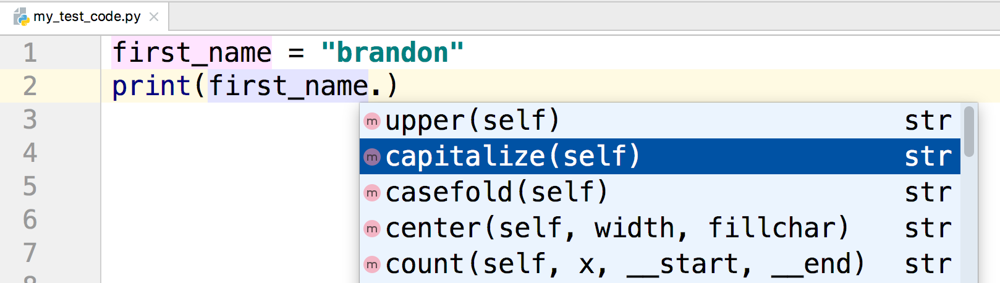 my_test_code.py
1 first_name = "brandon"
2 print(first_name.)
3 m upper(self) str
4 m capitalize(self) str
5 m casefold(self) str
6 m center(self, width, fillchar) str
7 m count(self, x, __start, __end) str